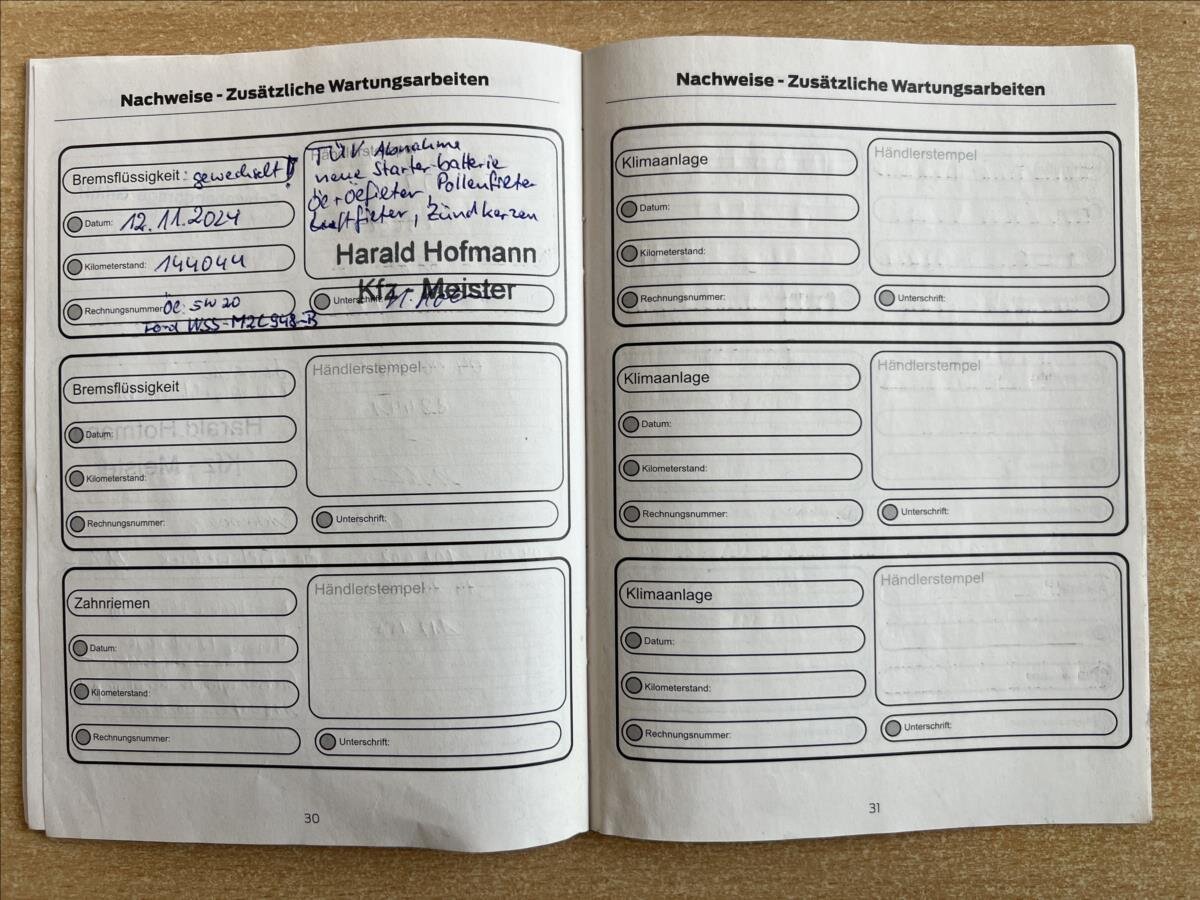 Nachweise - Zusätzliche Wartungsarbeiten
Bremsflüssigkeit : gewechselt!
Datum: 12.11.2024
Kilometerstand: 144044
Rechnungsnummer Öl: 5W20
Ford WSS-M2C948-B
Händlerstempel
TÜV Abnahme
neue Starterbatterie
Öl + Ölfilter, Pollenfilter
Luftfilter, Zündkerzen
Harald Hofmann
Kfz - Meister
Unterschrift:
Bremsflüssigkeit
Datum:
Kilometerstand:
Rechnungsnummer:
Händlerstempel
Unterschrift:
Zahnriemen
Datum:
Kilometerstand:
Rechnungsnummer:
Händlerstempel
Unterschrift:
30
Nachweise - Zusätzliche Wartungsarbeiten
Klimaanlage
Datum:
Kilometerstand:
Rechnungsnummer:
Händlerstempel
Unterschrift:
Klimaanlage
Datum:
Kilometerstand:
Rechnungsnummer:
Händlerstempel
Unterschrift:
Klimaanlage
Datum:
Kilometerstand:
Rechnungsnummer:
Händlerstempel
Unterschrift:
31